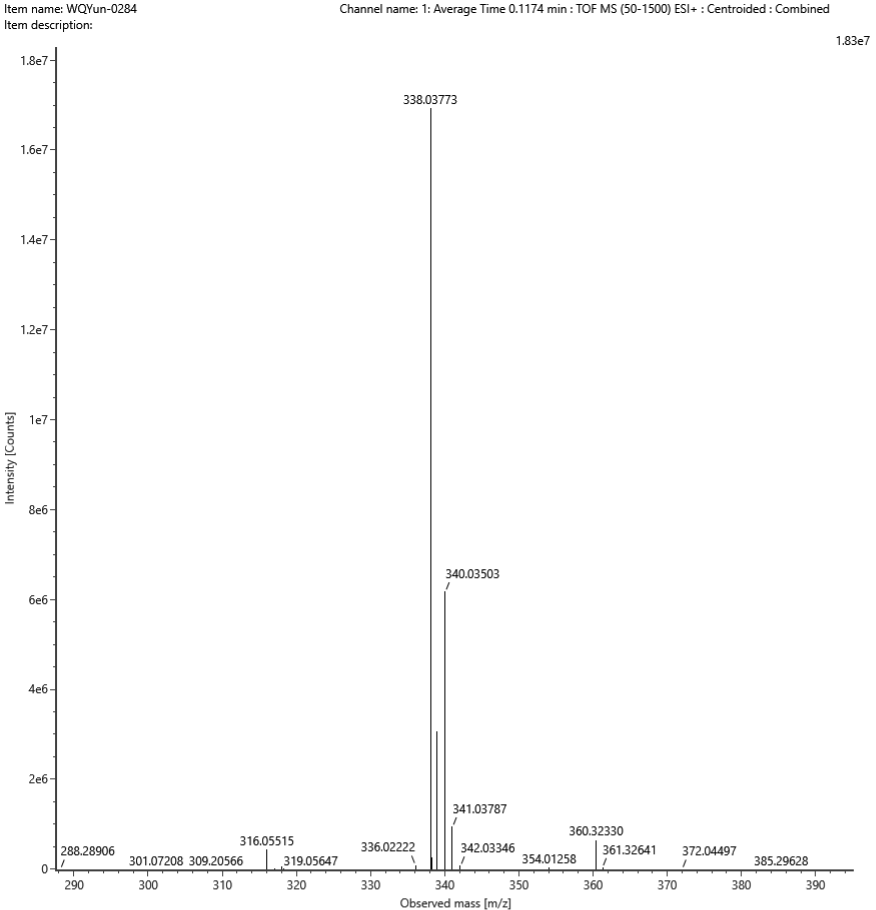 Item name: WQYun-0284
Channel name: 1: Average Time 0.1174 min : TOF MS (50-1500) ESI+ : Centroided : Combined
Item description:
1.83e7
1.8e7
338.03773
1.6e7
1.4e7
1.2e7
Intensity [Counts]
1e7
8e6
340.03503
6e6
4e6
2e6
341.03787
360.32330
316.05515
336.02222
342.03346
361.32641
372.04497
288.28906
301.07208
309.20566
319.05647
354.01258
385.29628
0
290
300
310
320
330
340
350
360
370
380
390
Observed mass [m/z]